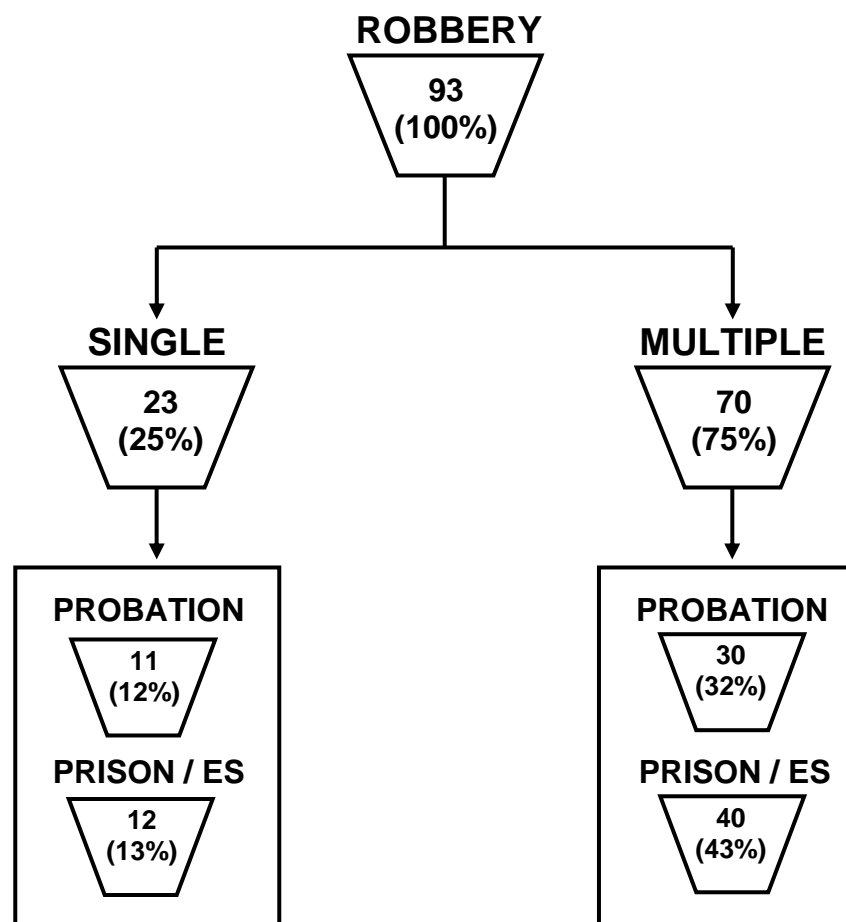 ROBBERY
93
(100%)
SINGLE
23
(25%)
MULTIPLE
70
(75%)
PROBATION
11
(12%)
PRISON / ES
12
(13%)
PROBATION
30
(32%)
PRISON / ES
40
(43%)